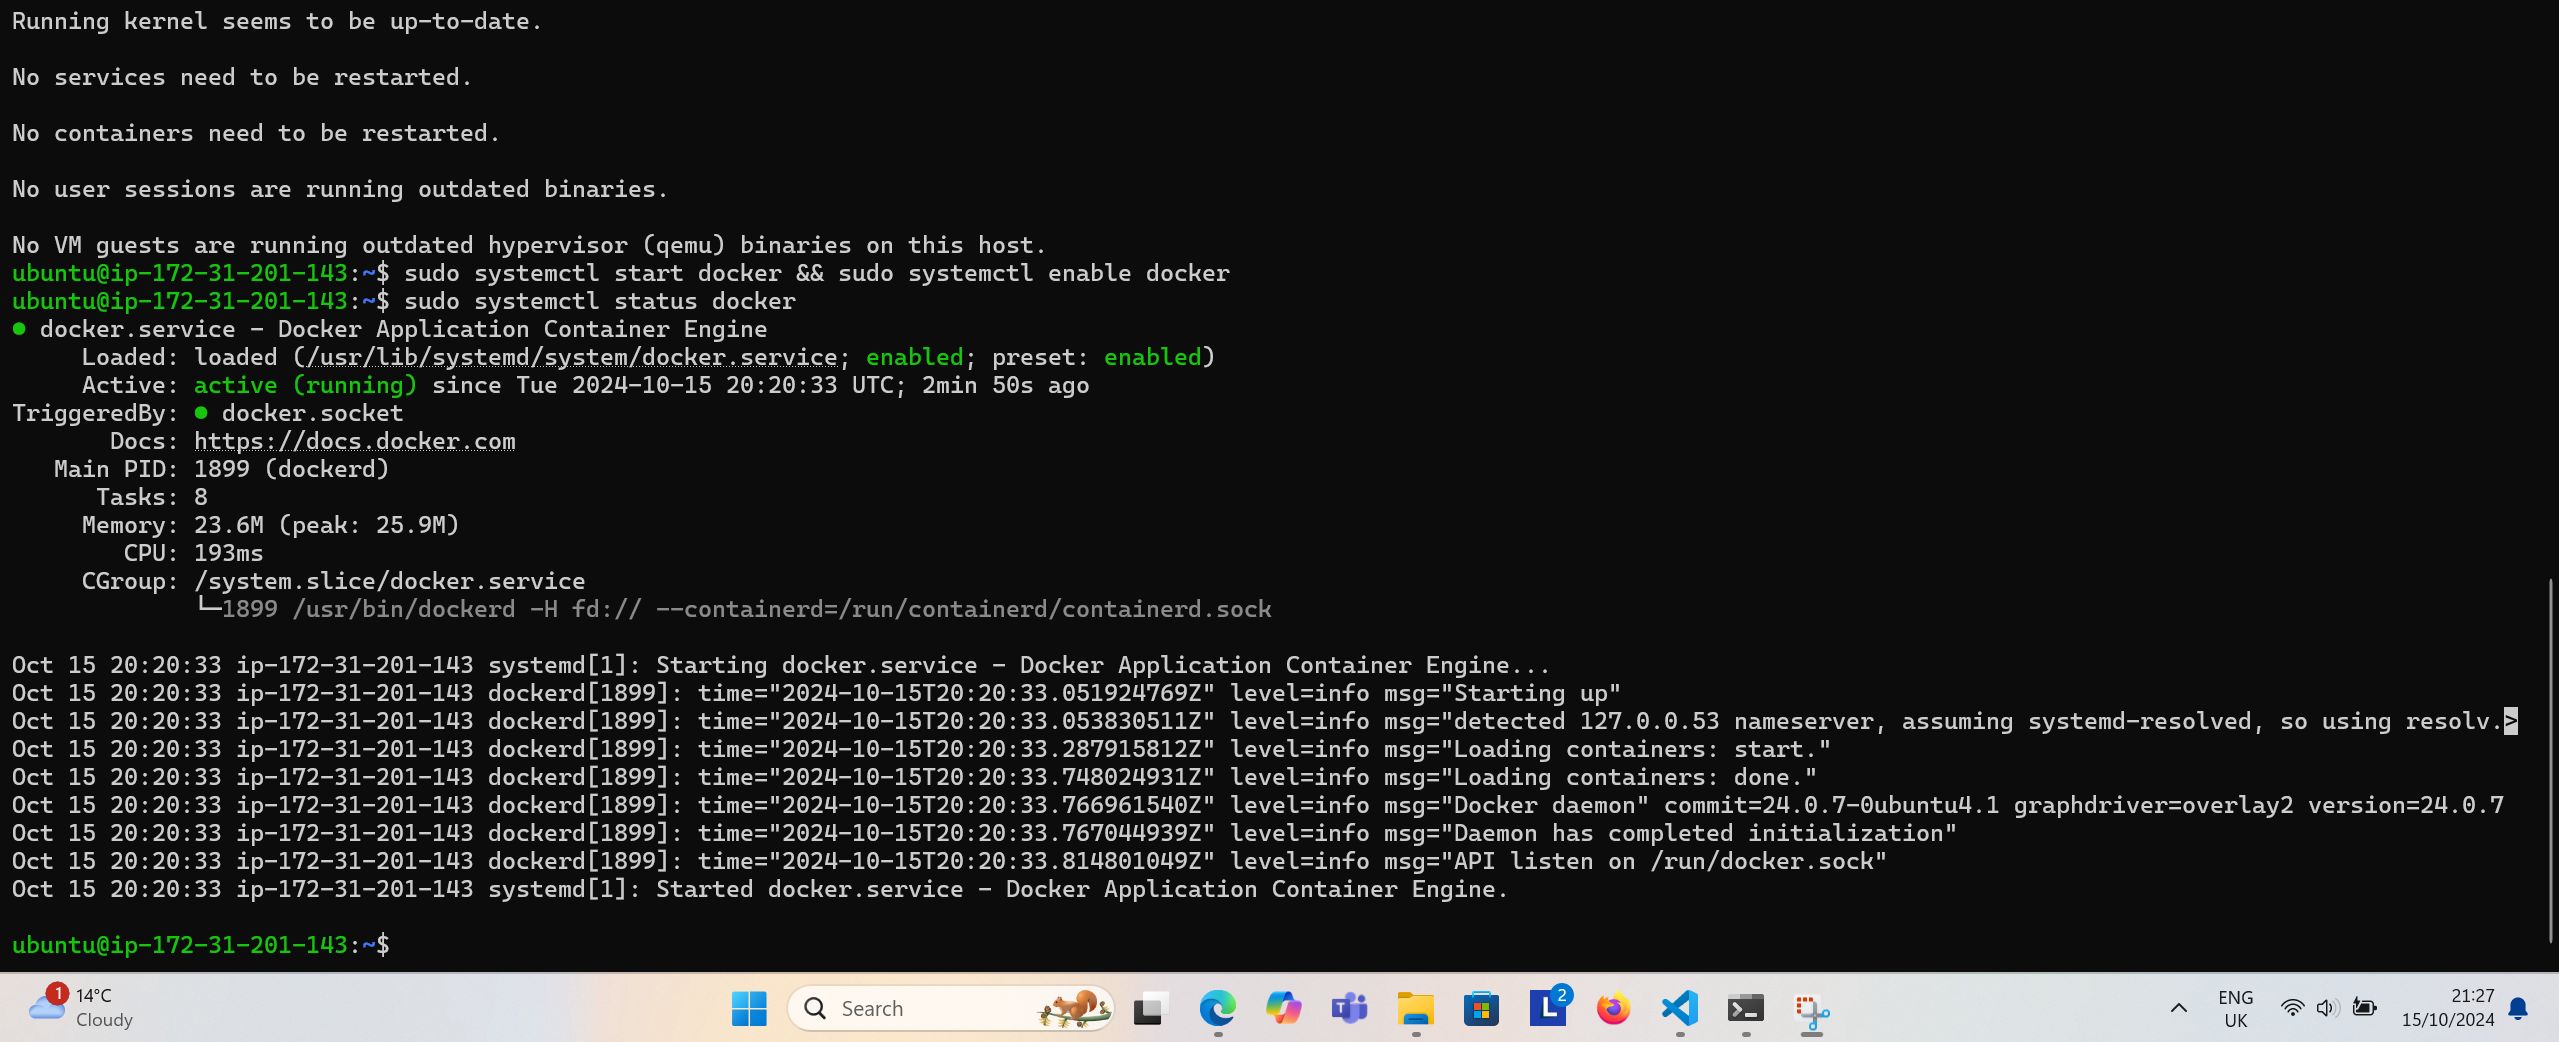 Running kernel seems to be up-to-date.
No services need to be restarted.
No containers need to be restarted.
No user sessions are running outdated binaries.
No VM guests are running outdated hypervisor (qemu) binaries on this host.
ubuntu@ip-172-31-201-143:~$ sudo systemctl start docker && sudo systemctl enable docker
ubuntu@ip-172-31-201-143:~$ sudo systemctl status docker
● docker.service - Docker Application Container Engine
Loaded: loaded (/usr/lib/systemd/system/docker.service; enabled; preset: enabled)
Active: active (running) since Tue 2024-10-15 20:20:33 UTC; 2min 50s ago
TriggeredBy: ● docker.socket
Docs: https://docs.docker.com
Main PID: 1899 (dockerd)
Tasks: 8
Memory: 23.6M (peak: 25.9M)
CPU: 193ms
CGroup: /system.slice/docker.service
└─1899 /usr/bin/dockerd -H fd:// --containerd=/run/containerd/containerd.sock
Oct 15 20:20:33 ip-172-31-201-143 systemd[1]: Starting docker.service - Docker Application Container Engine...
Oct 15 20:20:33 ip-172-31-201-143 dockerd[1899]: time="2024-10-15T20:20:33.051924769Z" level=info msg="Starting up"
Oct 15 20:20:33 ip-172-31-201-143 dockerd[1899]: time="2024-10-15T20:20:33.053830511Z" level=info msg="detected 127.0.0.53 nameserver, assuming systemd-resolved, so using resolv.>
Oct 15 20:20:33 ip-172-31-201-143 dockerd[1899]: time="2024-10-15T20:20:33.287915812Z" level=info msg="Loading containers: start."
Oct 15 20:20:33 ip-172-31-201-143 dockerd[1899]: time="2024-10-15T20:20:33.748024931Z" level=info msg="Loading containers: done."
Oct 15 20:20:33 ip-172-31-201-143 dockerd[1899]: time="2024-10-15T20:20:33.766961540Z" level=info msg="Docker daemon" commit=24.0.7-0ubuntu4.1 graphdriver=overlay2 version=24.0.7
Oct 15 20:20:33 ip-172-31-201-143 dockerd[1899]: time="2024-10-15T20:20:33.767044939Z" level=info msg="Daemon has completed initialization"
Oct 15 20:20:33 ip-172-31-201-143 dockerd[1899]: time="2024-10-15T20:20:33.814801049Z" level=info msg="API listen on /run/docker.sock"
Oct 15 20:20:33 ip-172-31-201-143 systemd[1]: Started docker.service - Docker Application Container Engine.
ubuntu@ip-172-31-201-143:~$
1
14°C
Cloudy
Search
T
L
2
ENG
UK
21:27
15/10/2024